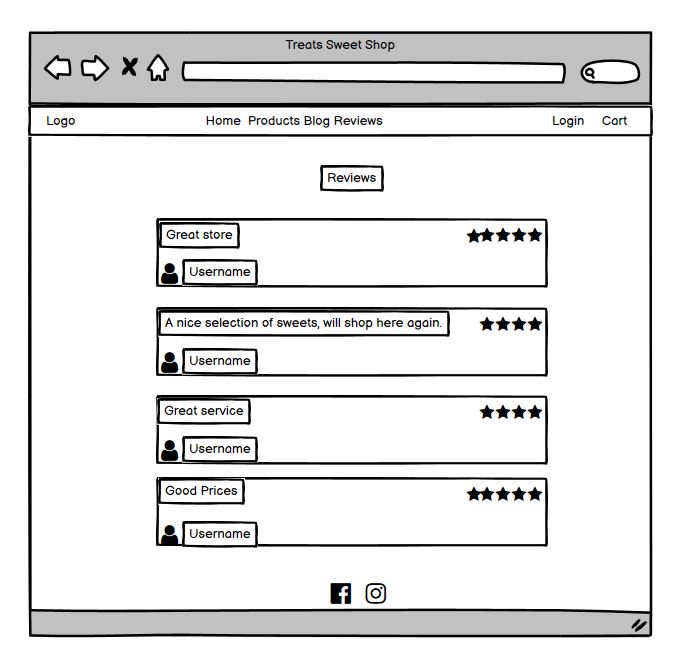 Treats Sweet Shop
Logo Home Products Blog Reviews Login Cart
Reviews
Great store
Username
A nice selection of sweets, will shop here again.
Username
Great service
Username
Good Prices
Username